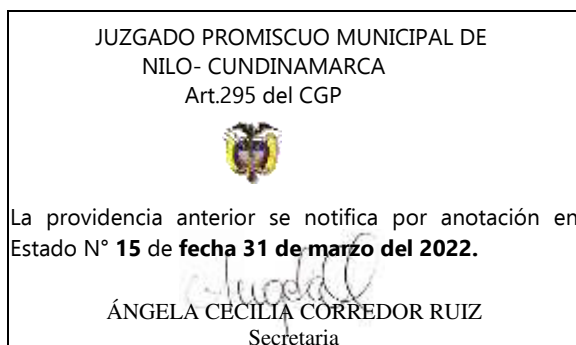 JUZGADO PROMISCUO MUNICIPAL DE
NILO- CUNDINAMARCA
Art.295 del CGP
La providencia anterior se notifica por anotación en
Estado N° 15 de fecha 31 de marzo del 2022.
ÁNGELA CECILIA CORREDOR RUIZ
Secretaria